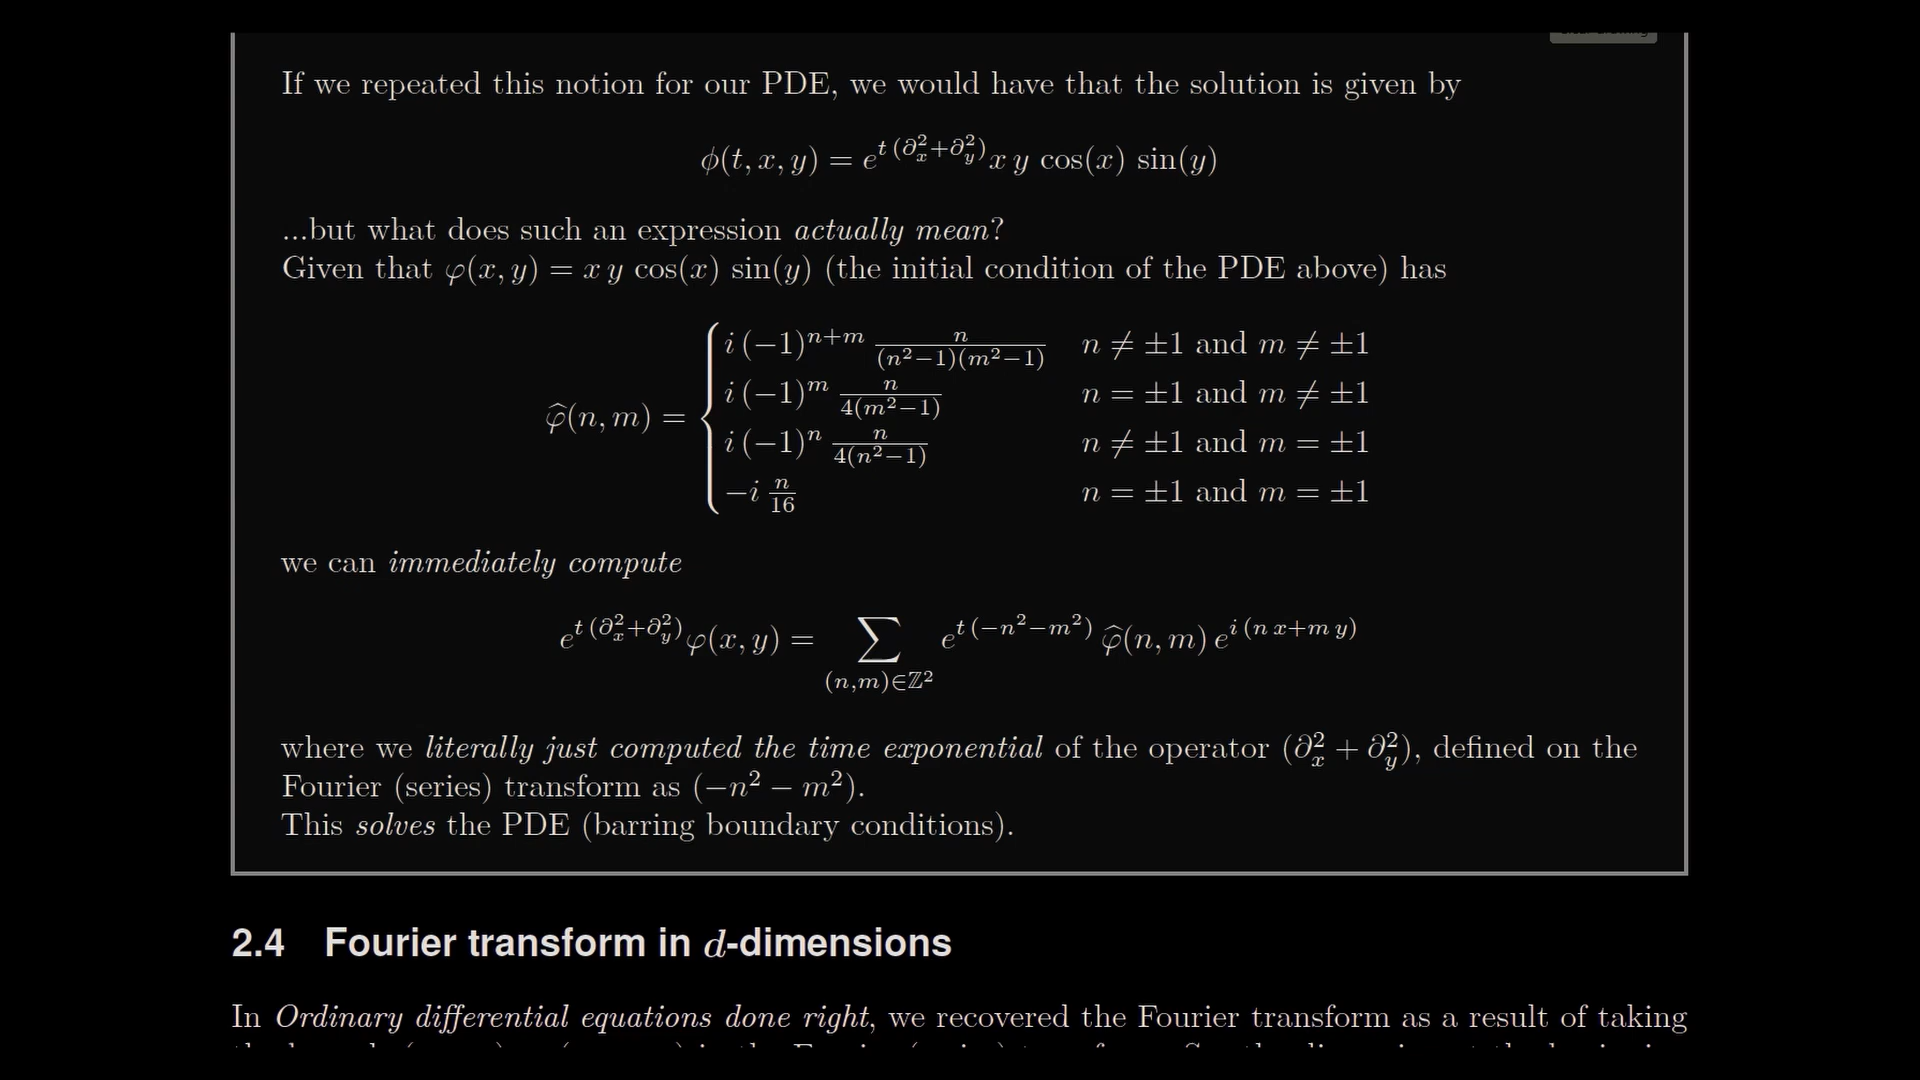 If we repeated this notion for our PDE, we would have that the solution is given by
ϕ(t, x, y) = e^{t (∂_x^2+∂_y^2)} x y cos(x) sin(y)
...but what does such an expression actually mean?
Given that φ(x, y) = x y cos(x) sin(y) (the initial condition of the PDE above) has
φ̂(n, m) = { i (−1)^{n+m} n/((n^2−1)(m^2−1)) n ≠ ±1 and m ≠ ±1
i (−1)^m n/(4(m^2−1)) n = ±1 and m ≠ ±1
i (−1)^n n/(4(n^2−1)) n ≠ ±1 and m = ±1
−i n/16 n = ±1 and m = ±1
we can immediately compute
e^{t (∂_x^2+∂_y^2)} φ(x, y) = ∑_{(n,m)∈ℤ^2} e^{t (−n^2−m^2)} φ̂(n, m) e^{i (n x+m y)}
where we literally just computed the time exponential of the operator (∂_x^2 + ∂_y^2), defined on the
Fourier (series) transform as (−n^2 − m^2).
This solves the PDE (barring boundary conditions).
2.4 Fourier transform in d-dimensions
In Ordinary differential equations done right, we recovered the Fourier transform as a result of taking